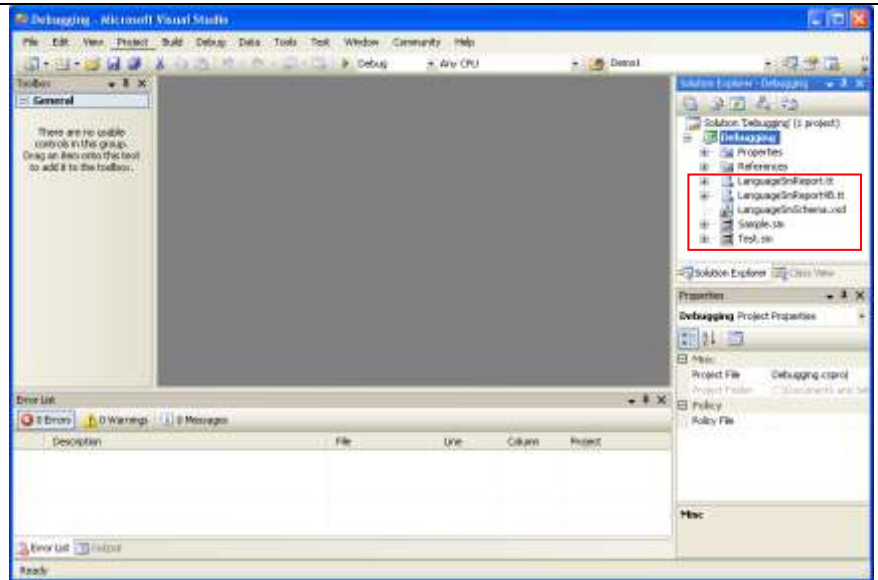 Debugging - Microsoft Visual Studio
File Edit View Project Build Debug Data Tools Test Window Community Help
Debug Any CPU Demo1
Toolbox
General
There are no usable
controls in this group.
Drag an item onto this text
to add it to the toolbox.
Solution Explorer - Debugging
Solution 'Debugging' (1 project)
Debugging
Properties
References
LanguageSmReport.tt
LanguageSmReportVB.tt
LanguageSmSchema.xsd
Sample.sm
Test.sm
Solution Explorer Class View
Properties
Debugging Project Properties
Misc
Project File Debugging.csproj
Project Folder C:\Documents and Set
Policy
Policy File
Misc
Error List
0 Errors 0 Warnings 0 Messages
Description File Line Column Project
Error List Output
Ready